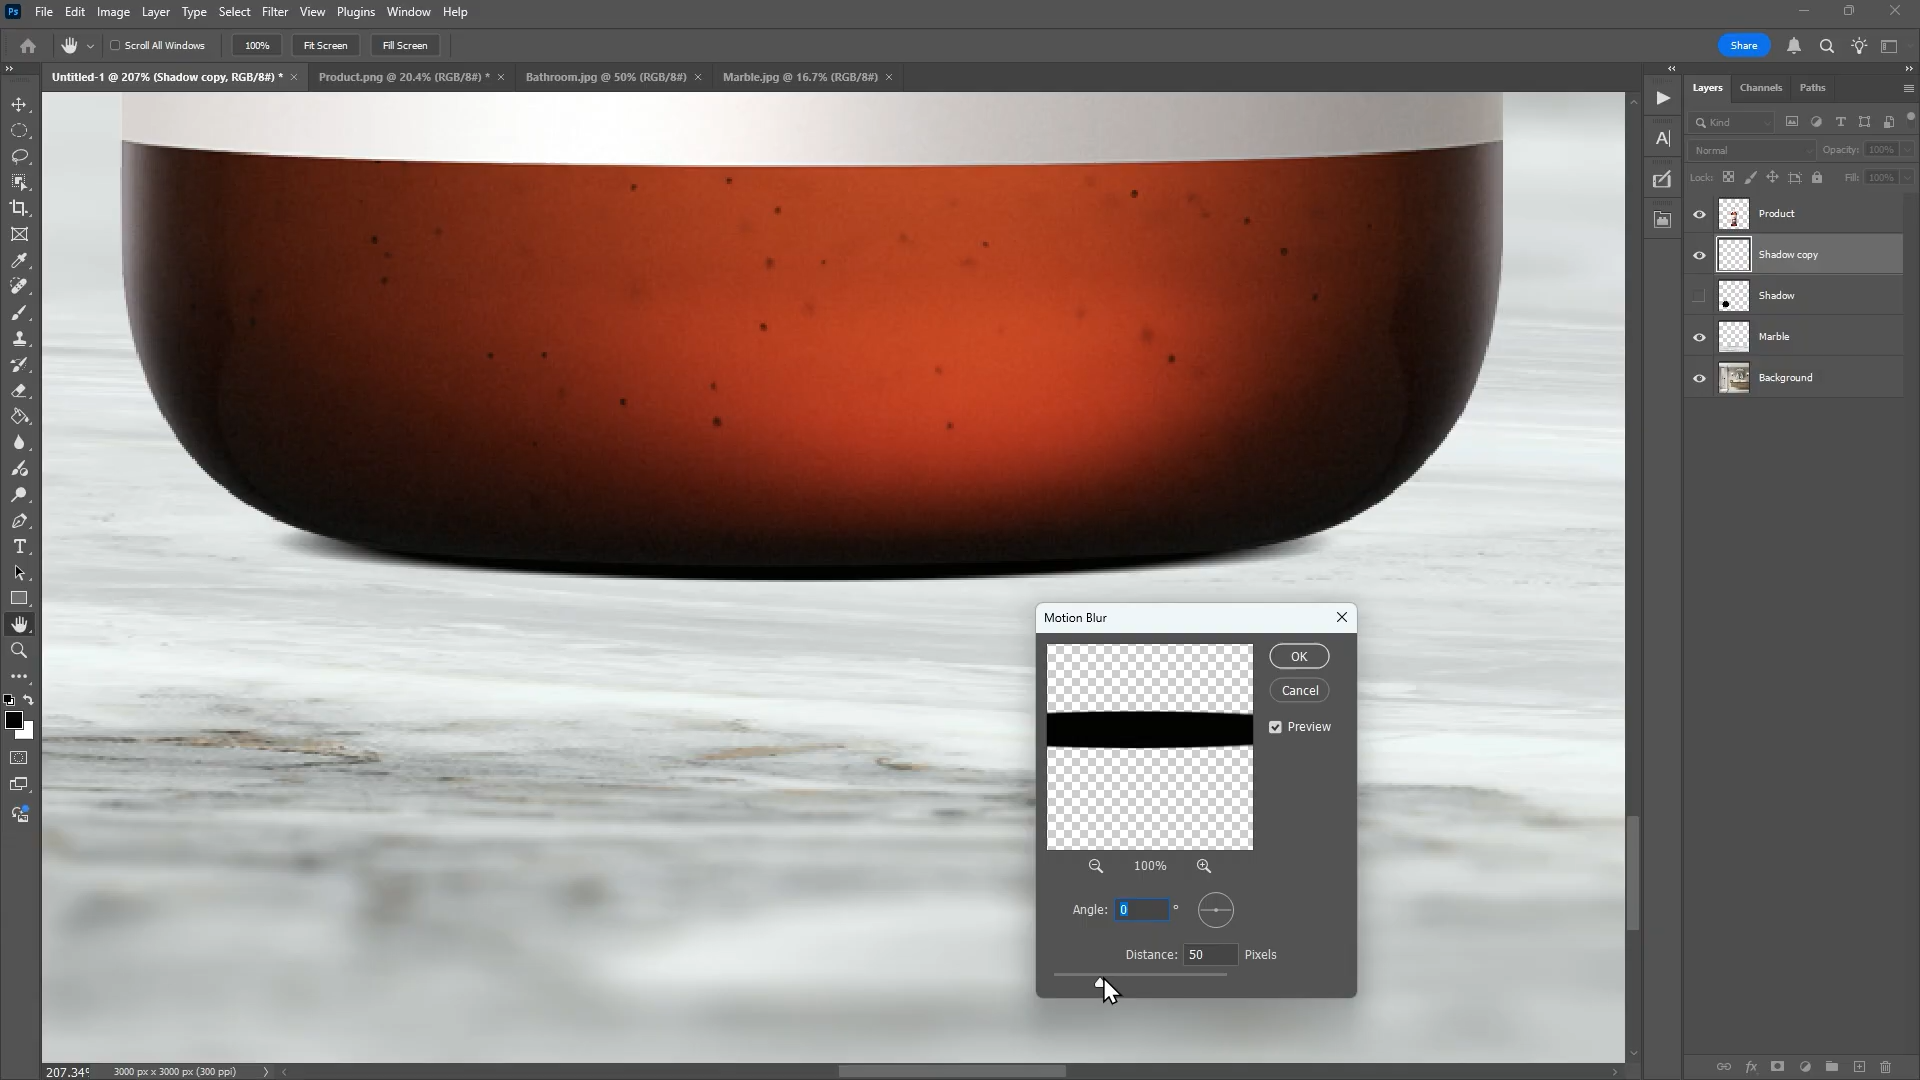 Ps File Edit Image Layer Type Select Filter View Plugins Window Help
Scroll All Windows 100% Fit Screen Fill Screen Share
Untitled-1 @ 207% (Shadow copy, RGB/8#) * Product.png @ 20.4% (RGB/8#) * Bathroom.jpg @ 50% (RGB/8#) Marble.jpg @ 16.7% (RGB/8#)
Layers Channels Paths
Kind
Normal Opacity: 100%
Lock: Fill: 100%
Product
Shadow copy
Shadow
Marble
Background
Motion Blur
OK
Cancel
Preview
100%
Angle: 0 °
Distance: 50 Pixels
207.34% 3000 px x 3000 px (300 ppi)